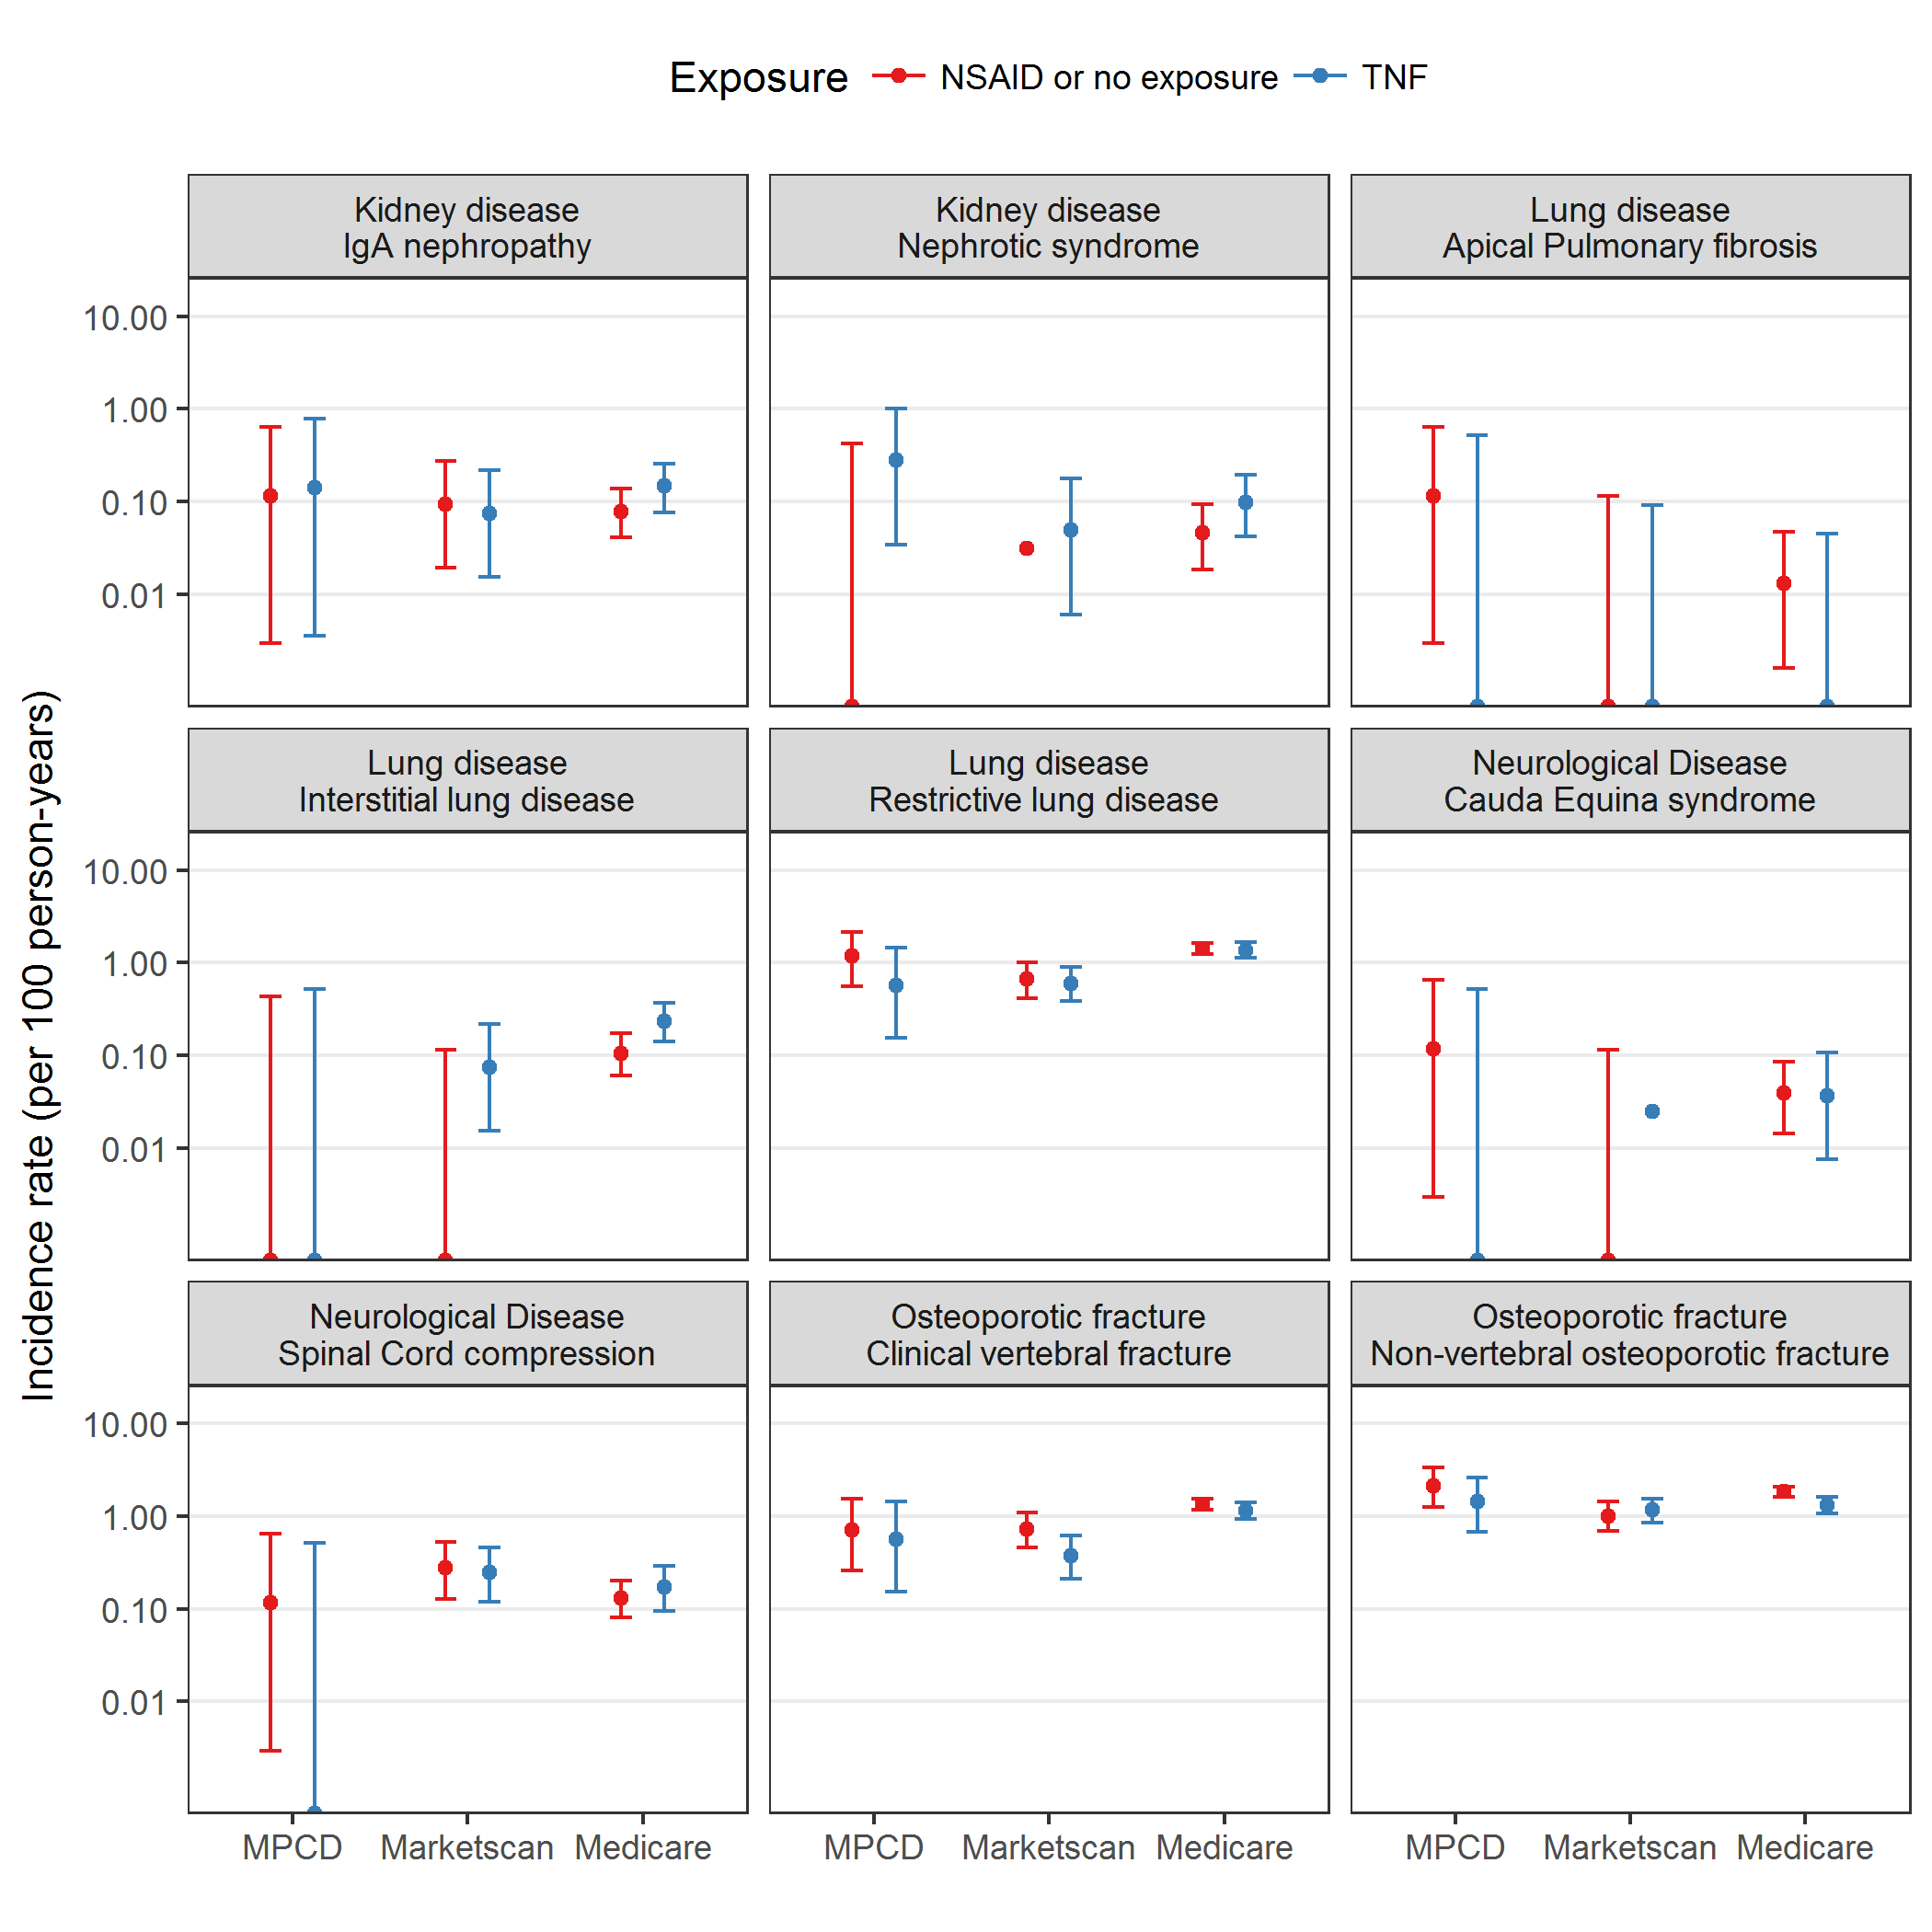 Exposure NSAID or no exposure TNF
Kidney disease
IgA nephropathy
Kidney disease
Nephrotic syndrome
Lung disease
Apical Pulmonary fibrosis
10.00
1.00
0.10
0.01
Lung disease
Interstitial lung disease
Lung disease
Restrictive lung disease
Neurological Disease
Cauda Equina syndrome
10.00
1.00
0.10
0.01
Neurological Disease
Spinal Cord compression
Osteoporotic fracture
Clinical vertebral fracture
Osteoporotic fracture
Non-vertebral osteoporotic fracture
10.00
1.00
0.10
0.01
MPCD Marketscan Medicare
MPCD Marketscan Medicare
MPCD Marketscan Medicare
Incidence rate (per 100 person-years)